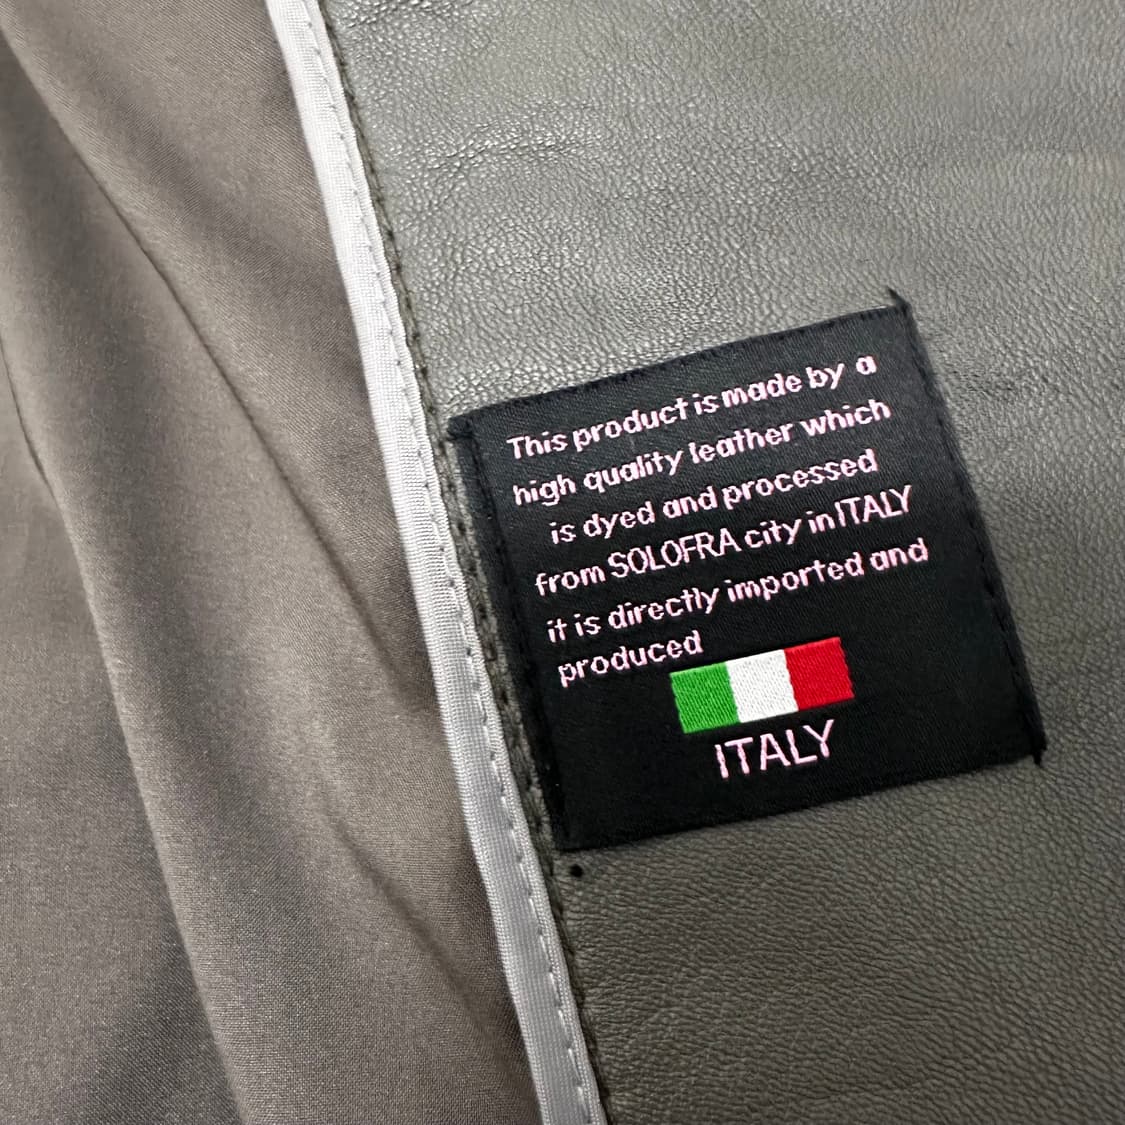 This product is made by a
high quality leather which
is dyed and processed
from SOLOFRA city in ITALY
it is directly imported and
produced
ITALY